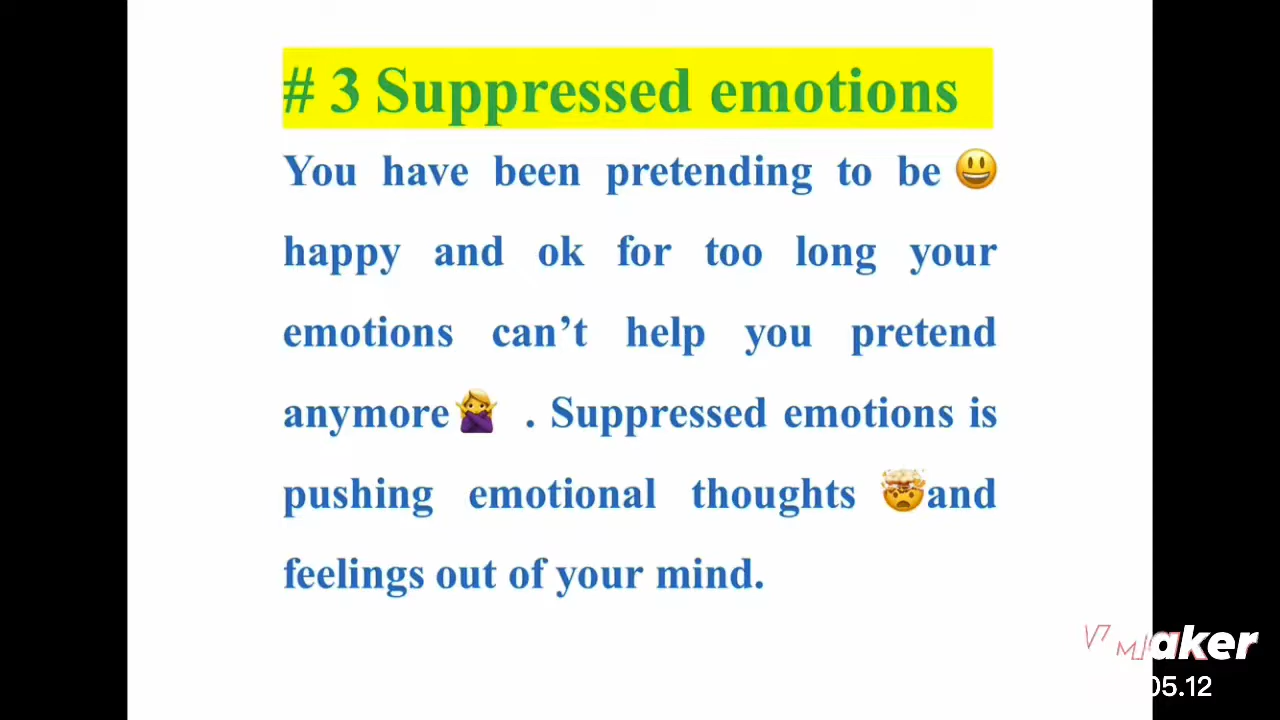 # 3 Suppressed emotions
You have been pretending to be 😃
happy and ok for too long your
emotions can’t help you pretend
anymore🙅‍♀️ . Suppressed emotions is
pushing emotional thoughts 🤯and
feelings out of your mind.
V Maker
05.12